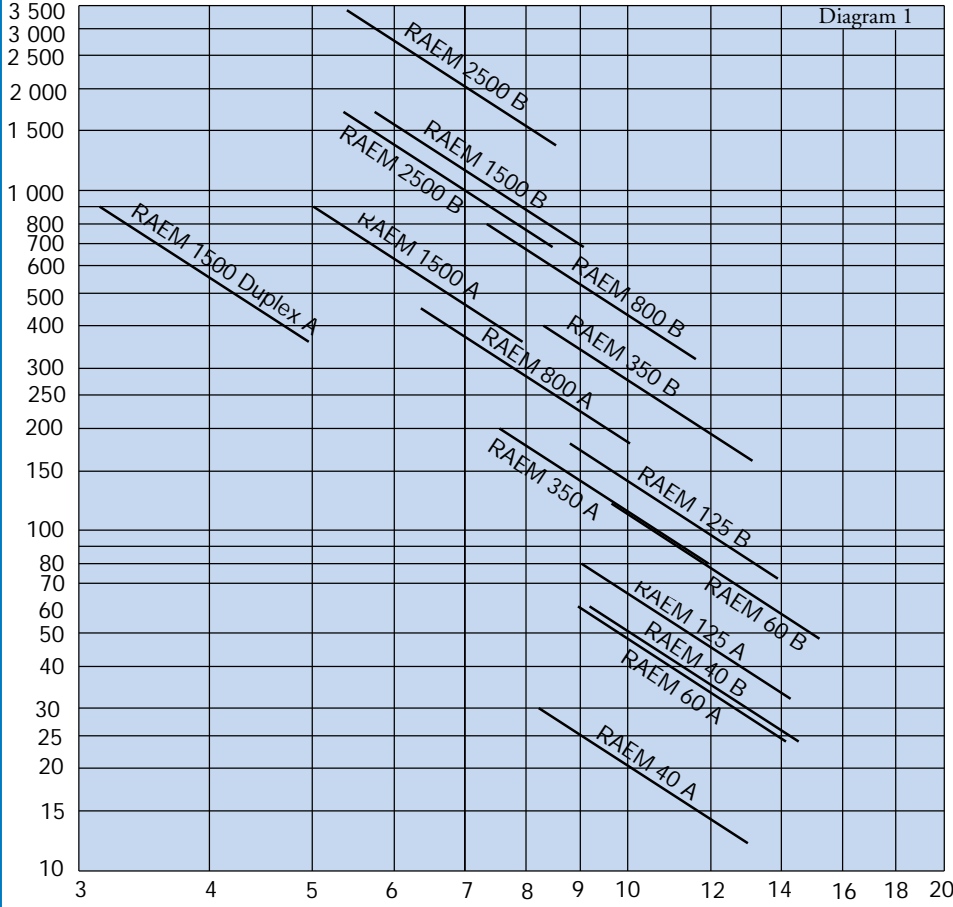 Diagram 1
3 500
3 000
2 500
2 000
1 500
1 000
800
700
600
500
400
300
250
200
150
100
80
70
60
50
40
30
25
20
15
10
RAEM 2500 B
RAEM 1500 B
RAEM 2500 B
RAEM 1500 Duplex A
RAEM 1500 A
RAEM 800 B
RAEM 800 A
RAEM 350 B
RAEM 350 A
RAEM 125 B
RAEM 60 B
RAEM 125 A
RAEM 40 B
RAEM 60 A
RAEM 40 A
3 4 5 6 7 8 9 10 12 14 16 18 20